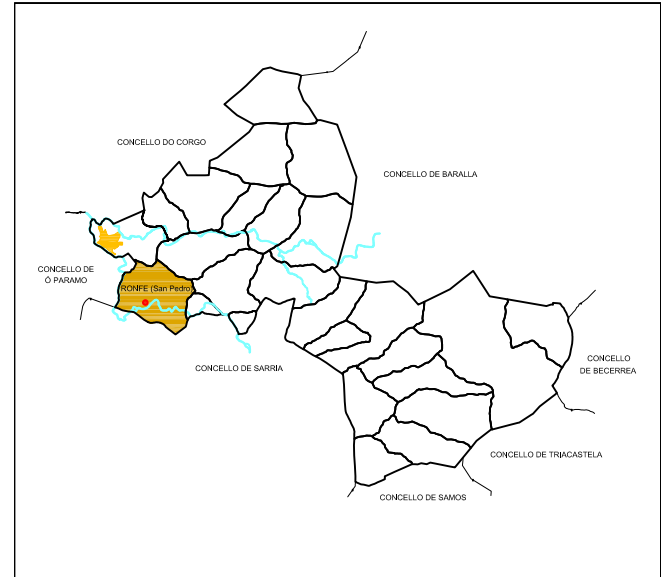 CONCELLO DO CORGO
CONCELLO DE BARALLA
CONCELLO DE
Ó PARAMO
RONFE (San Pedro)
CONCELLO DE SARRIA
CONCELLO
DE BECERREA
CONCELLO DE TRIACASTELA
CONCELLO DE SAMOS